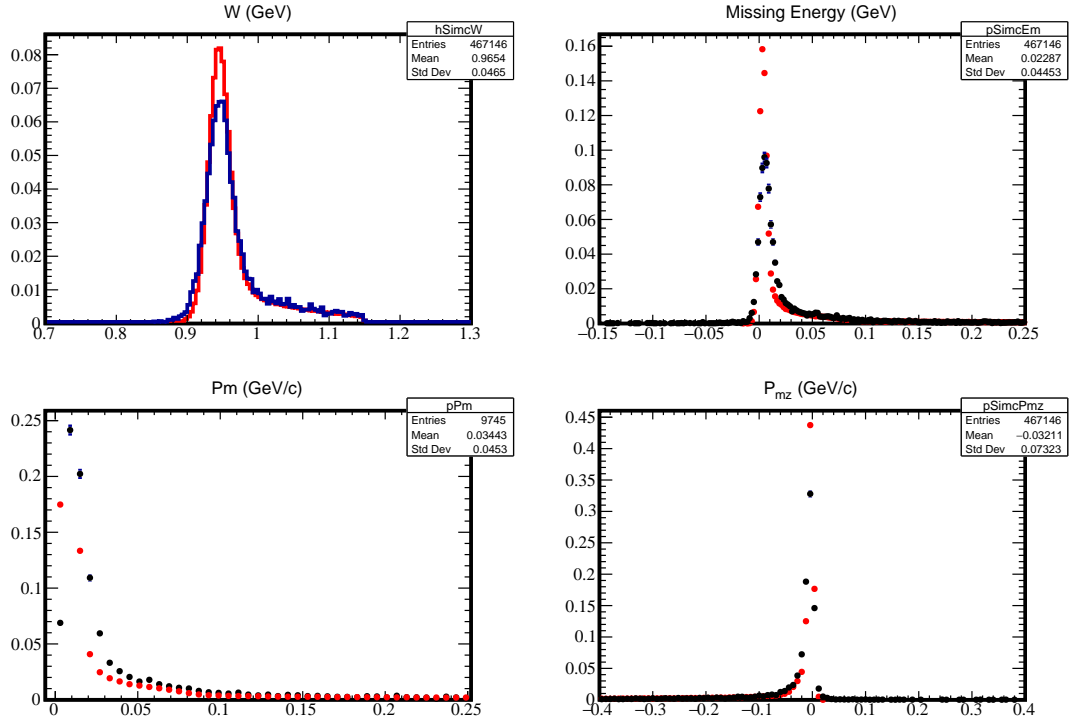 W (GeV)
hSimcW
Entries 467146
Mean 0.9654
Std Dev 0.0465
0.08
0.07
0.06
0.05
0.04
0.03
0.02
0.01
0
0.7 0.8 0.9 1 1.1 1.2 1.3
Missing Energy (GeV)
pSimcEm
Entries 467146
Mean 0.02287
Std Dev 0.04453
0.16
0.14
0.12
0.1
0.08
0.06
0.04
0.02
0
−0.15 −0.1 −0.05 0 0.05 0.1 0.15 0.2 0.25
Pm (GeV/c)
pPm
Entries 9745
Mean 0.03443
Std Dev 0.0453
0.25
0.2
0.15
0.1
0.05
0
0 0.05 0.1 0.15 0.2 0.25
Pmz (GeV/c)
pSimcPmz
Entries 467146
Mean −0.03211
Std Dev 0.07323
0.45
0.4
0.35
0.3
0.25
0.2
0.15
0.1
0.05
0
−0.4 −0.3 −0.2 −0.1 0 0.1 0.2 0.3 0.4